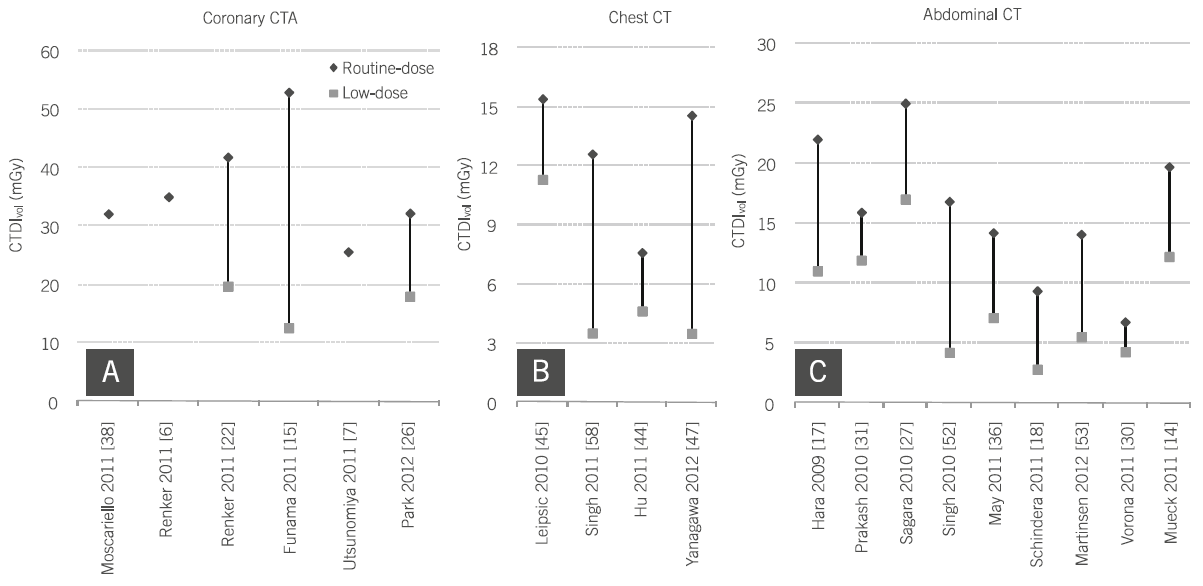 Coronary CTA
60
50
40
30
20
10
0
CTDIvol (mGy)
Routine-dose
Low-dose
A
Moscariello 2011 [38]
Renker 2011 [6]
Renker 2011 [22]
Funama 2011 [15]
Utsunomiya 2011 [7]
Park 2012 [26]
Chest CT
18
15
12
9
6
3
0
CTDIvol (mGy)
B
Leipsic 2010 [45]
Singh 2011 [58]
Hu 2011 [44]
Yanagawa 2012 [47]
Abdominal CT
30
25
20
15
10
5
0
CTDIvol (mGy)
C
Hara 2009 [17]
Prakash 2010 [31]
Sagara 2010 [27]
Singh 2010 [52]
May 2011 [36]
Schindera 2011 [18]
Martinsen 2012 [53]
Vorona 2011 [30]
Mueck 2011 [14]